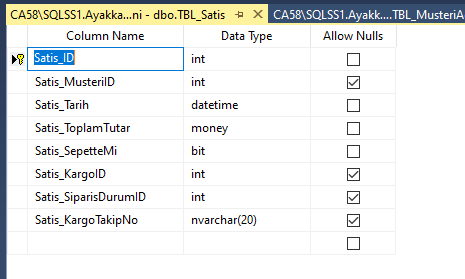 CA58\SQLSS1.Ayakka...ni - dbo.TBL_Satis CA58\SQLSS1.Ayakk....TBL_MusteriA
Column Name Data Type Allow Nulls
Satis_ID int
Satis_MusteriID int
Satis_Tarih datetime
Satis_ToplamTutar money
Satis_SepetteMi bit
Satis_KargoID int
Satis_SiparisDurumID int
Satis_KargoTakipNo nvarchar(20)